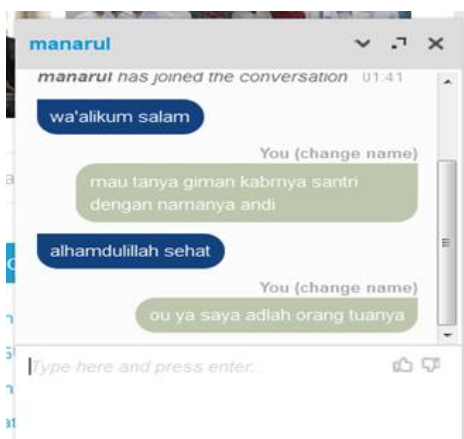 manarul
manarul has joined the conversation 01:41
wa'alikum salam
You (change name)
mau tanya giman kabrnya santri
dengan namanya andi
alhamdulillah sehat
You (change name)
ou ya saya adlah orang tuanya
Type here and press enter..